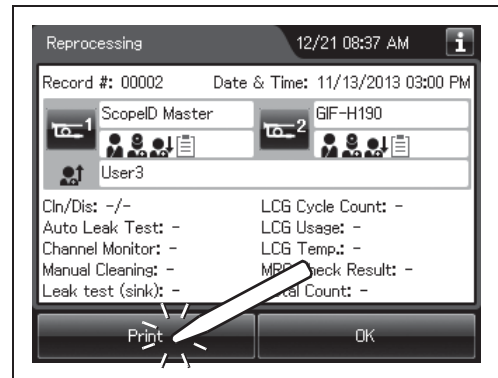 Reprocessing 12/21 08:37 AM i
Record #: 00002 Date & Time: 11/13/2013 03:00 PM
1 ScopeID Master 2 GIF-H190
User3
Cln/Dis: -/- LCG Cycle Count: -
Auto Leak Test: - LCG Usage: -
Channel Monitor: - LCG Temp.: -
Manual Cleaning: - Check Result: -
Leak test (sink): - Count: -
Print OK